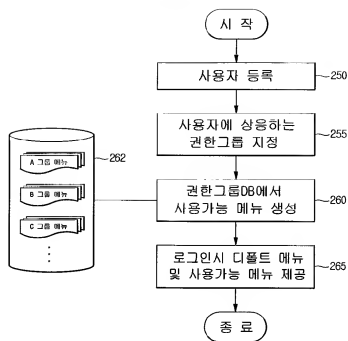 시 작
사용자 등록
250
사용자에 상응하는
권한그룹 지정
255
A 그룹 메뉴
262
B 그룹 메뉴
C 그룹 메뉴
권한그룹DB에서
사용가능 메뉴 생성
260
로그인시 디폴트 메뉴
및 사용가능 메뉴 제공
265
종 료